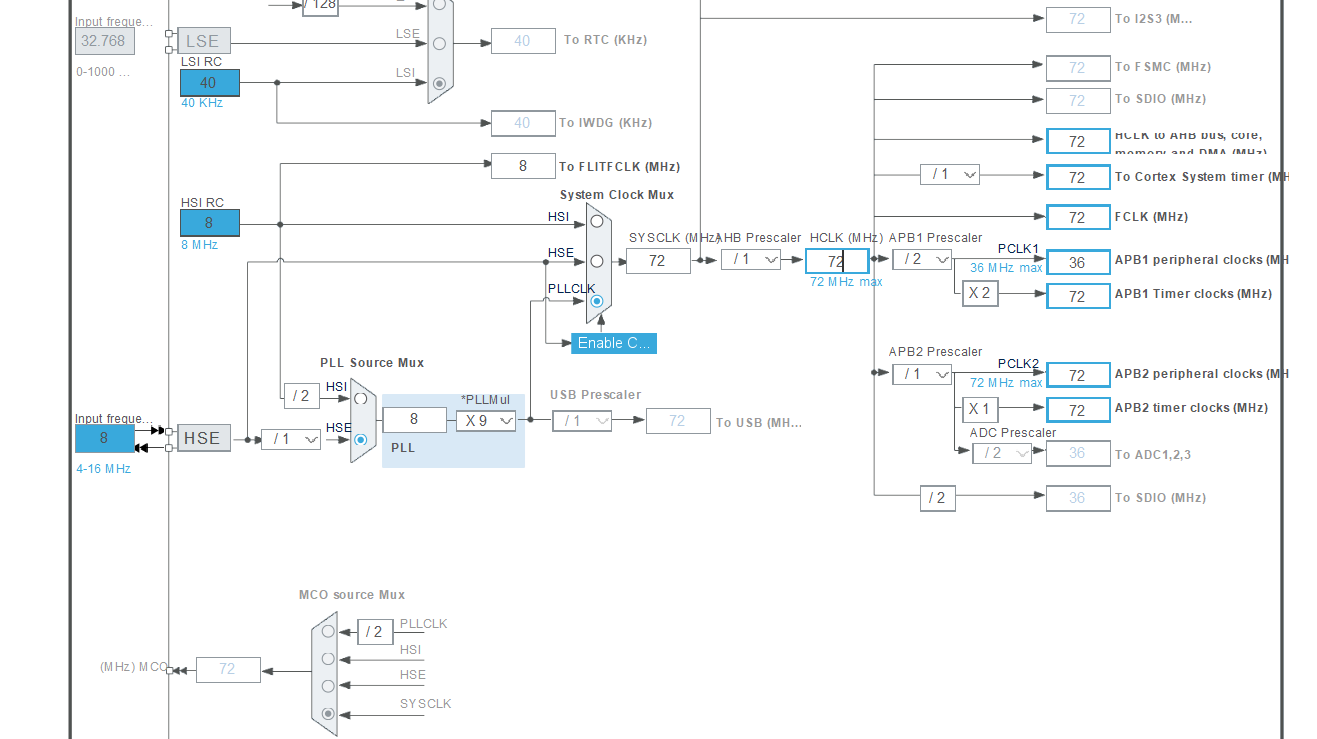 / 128
Input freque...
32.768
0-1000 ...
LSE
LSE
40
To RTC (KHz)
LSI RC
40
40 KHz
LSI
40
To IWDG (KHz)
8
To FLITFCLK (MHz)
System Clock Mux
HSI RC
8
8 MHz
HSI
HSE
PLLCLK
Enable C...
SYSCLK (MHz)
72
AHB Prescaler
/ 1
HCLK (MHz)
72
72 MHz max
APB1 Prescaler
/ 2
PCLK1
36 MHz max
X 2
72
To I2S3 (M...
72
To FSMC (MHz)
72
To SDIO (MHz)
72
HCLK to AHB bus, core,
memory and DMA (MHz)
/ 1
72
To Cortex System timer (MH
72
FCLK (MHz)
36
APB1 peripheral clocks (MH
72
APB1 Timer clocks (MHz)
APB2 Prescaler
/ 1
PCLK2
72 MHz max
72
APB2 peripheral clocks (MH
X 1
72
APB2 timer clocks (MHz)
ADC Prescaler
/ 2
36
To ADC1,2,3
/ 2
36
To SDIO (MHz)
PLL Source Mux
/ 2
HSI
Input freque...
8
4-16 MHz
HSE
/ 1
HSE
8
PLL
*PLLMul
X 9
USB Prescaler
/ 1
72
To USB (MH...
MCO source Mux
(MHz) MCO
72
/ 2
PLLCLK
HSI
HSE
SYSCLK